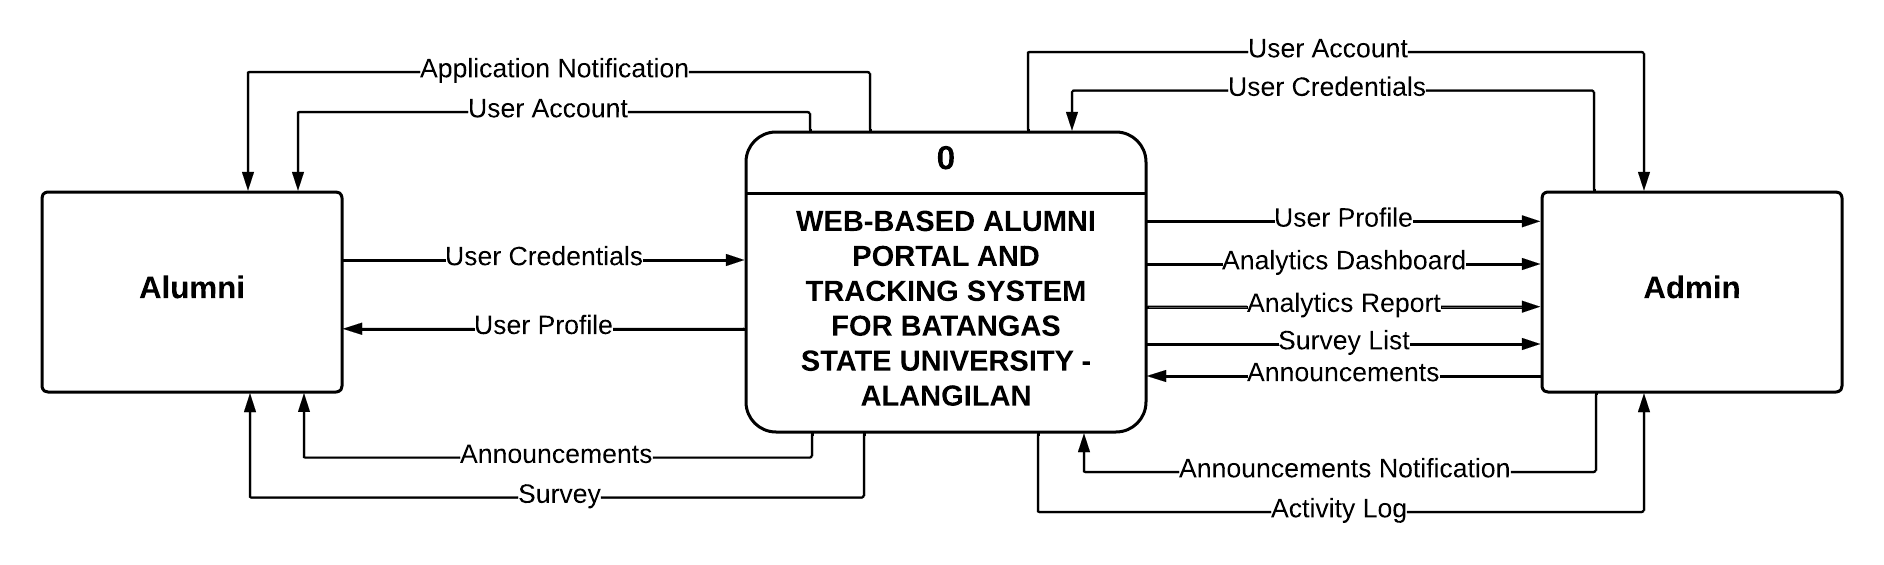 User Account
Application Notification
User Credentials
User Account
0
WEB-BASED ALUMNI
PORTAL AND
TRACKING SYSTEM
FOR BATANGAS
STATE UNIVERSITY -
ALANGILAN
User Profile
User Credentials
Analytics Dashboard
Alumni
Admin
Analytics Report
User Profile
Survey List
Announcements
Announcements
Announcements Notification
Survey
Activity Log